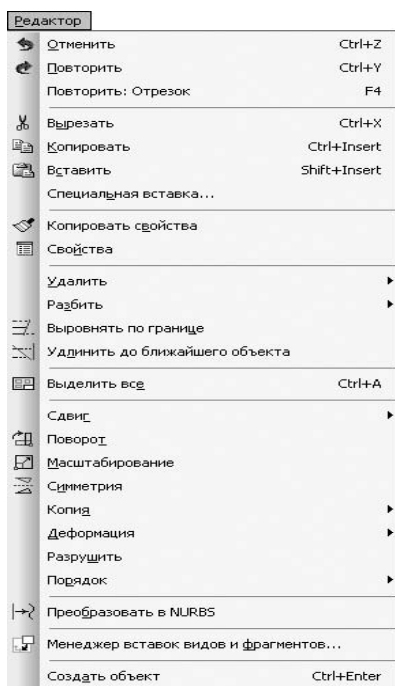 Редактор
Отменить Ctrl+Z
Повторить Ctrl+Y
Повторить: Отрезок F4
Вырезать Ctrl+X
Копировать Ctrl+Insert
Вставить Shift+Insert
Специальная вставка...
Копировать свойства
Свойства
Удалить
Разбить
Выровнять по границе
Удлинить до ближайшего объекта
Выделить все Ctrl+A
Сдвиг
Поворот
Масштабирование
Симметрия
Копия
Деформация
Разрушить
Порядок
Преобразовать в NURBS
Менеджер вставок видов и фрагментов...
Создать объект Ctrl+Enter